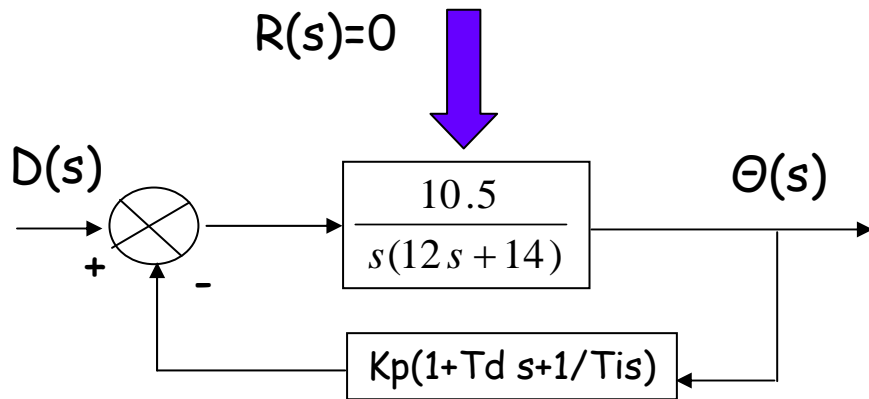 R(s)=0
D(s)
Θ(s)
10.5
s(12s+14)
+
-
Kp(1+Td s+1/Tis)